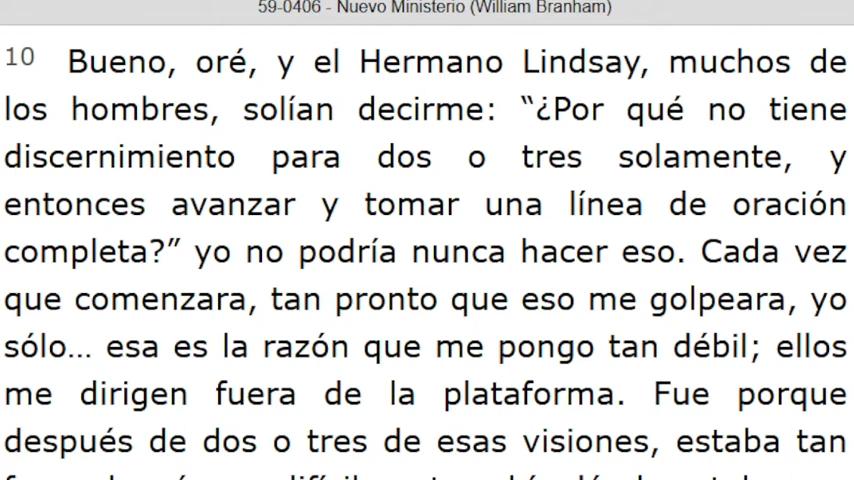 59-0406 - Nuevo Ministerio (William Branham)
10 Bueno, oré, y el Hermano Lindsay, muchos de
los hombres, solían decirme: “¿Por qué no tiene
discernimiento para dos o tres solamente, y
entonces avanzar y tomar una línea de oración
completa?” yo no podría nunca hacer eso. Cada vez
que comenzara, tan pronto que eso me golpeara, yo
sólo... esa es la razón que me pongo tan débil; ellos
me dirigen fuera de la plataforma. Fue porque
después de dos o tres de esas visiones, estaba tan